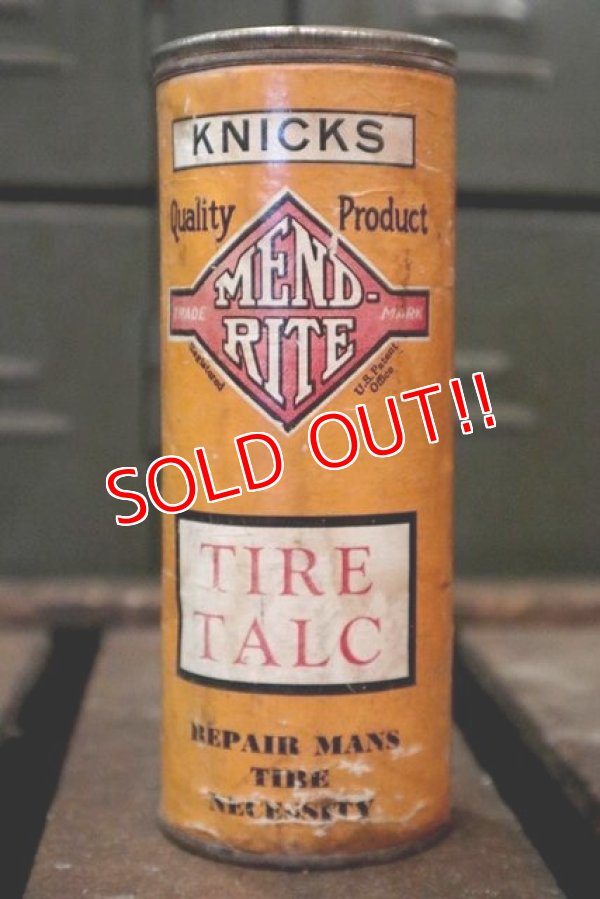 KNICKS
Quality Product
MEND-
TRADE MARK
RITE
Registered U.S. Patent
Office
SOLD OUT!!
TIRE
TALC
REPAIR MANS
TIRE
NECESSITY